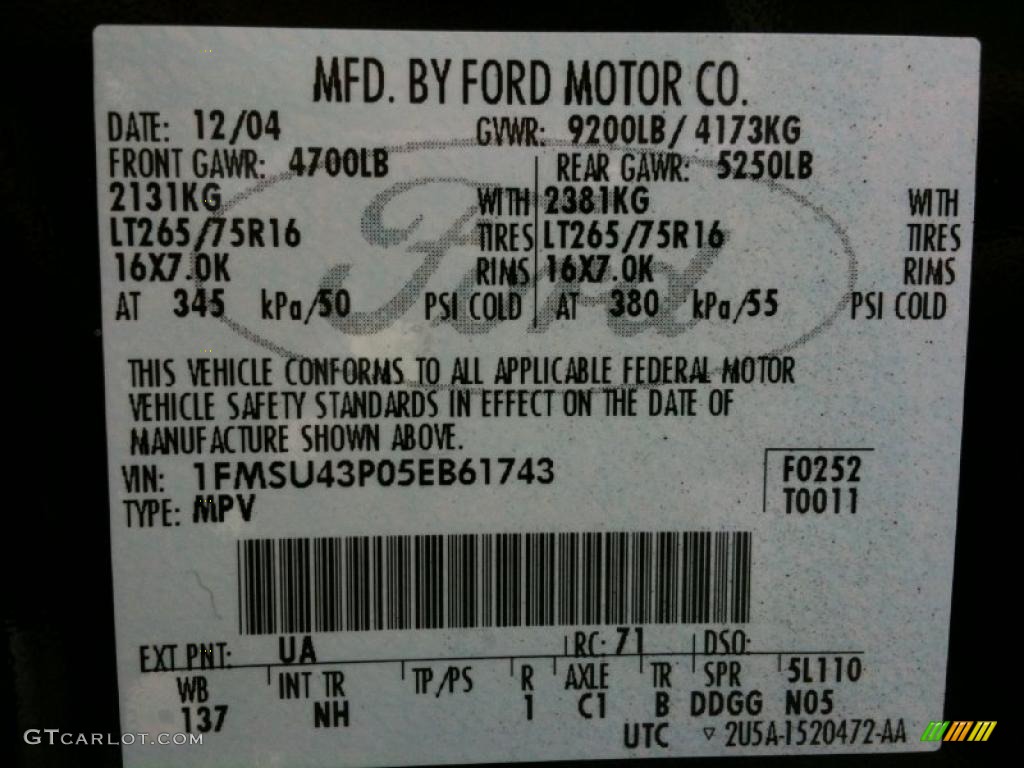 MFD. BY FORD MOTOR CO.
DATE: 12/04 GVWR: 9200LB/ 4173KG
FRONT GAWR: 4700LB REAR GAWR: 5250LB
2131KG WITH 2381KG WITH
LT265/75R16 TIRES LT265/75R16 TIRES
16X7.0K RIMS 16X7.0K RIMS
AT 345 kPa/50 PSI COLD AT 380 kPa/55 PSI COLD
Ford
THIS VEHICLE CONFORMS TO ALL APPLICABLE FEDERAL MOTOR
VEHICLE SAFETY STANDARDS IN EFFECT ON THE DATE OF
MANUFACTURE SHOWN ABOVE.
VIN: 1FMSU43P05EB61743 F0252
TYPE: MPV T0011
EXT PNT: UA RC: 71 DSO:
WB INT TR TP/PS R AXLE TR SPR 5L110
137 NH 1 C1 B DDGG N05
UTC ▽ 2U5A-1520472-AA
GTCARLOT.COM